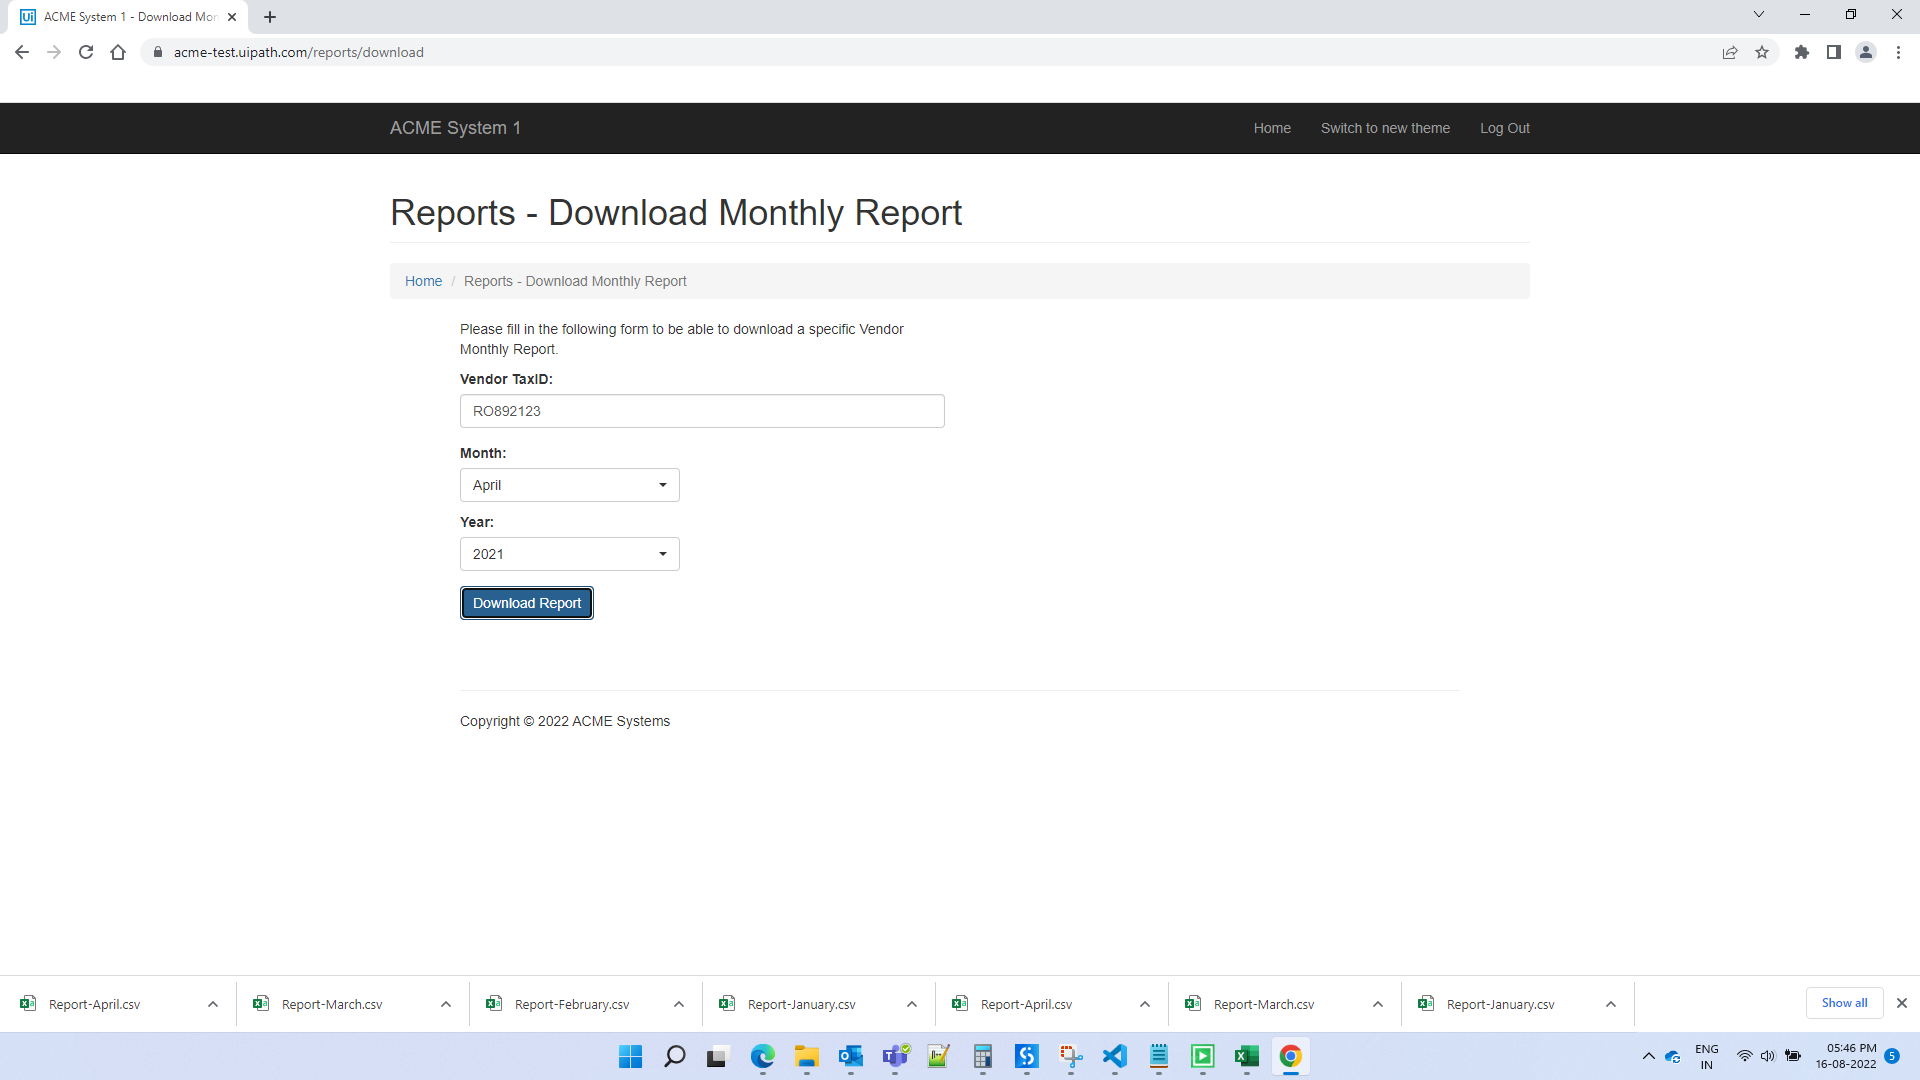 ACME System 1 - Download Mon
acme-test.uipath.com/reports/download
ACME System 1
Home
Switch to new theme
Log Out
Reports - Download Monthly Report
Home / Reports - Download Monthly Report
Please fill in the following form to be able to download a specific Vendor
Monthly Report.
Vendor TaxID:
RO892123
Month:
April
Year:
2021
Download Report
Copyright © 2022 ACME Systems
Report-April.csv
Report-March.csv
Report-February.csv
Report-January.csv
Report-April.csv
Report-March.csv
Report-January.csv
Show all
ENG
IN
05:46 PM
16-08-2022
5